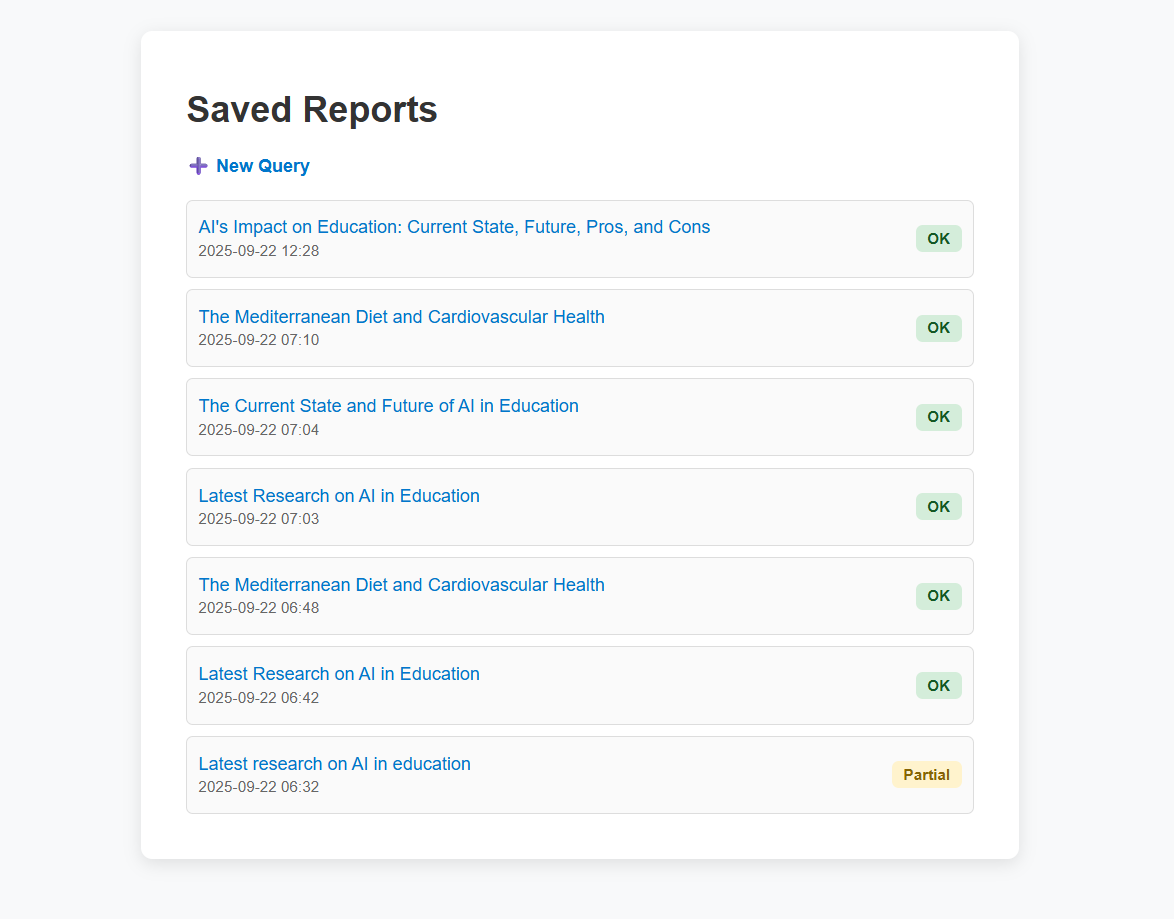 Saved Reports
➕ New Query
AI's Impact on Education: Current State, Future, Pros, and Cons
2025-09-22 12:28
OK
The Mediterranean Diet and Cardiovascular Health
2025-09-22 07:10
OK
The Current State and Future of AI in Education
2025-09-22 07:04
OK
Latest Research on AI in Education
2025-09-22 07:03
OK
The Mediterranean Diet and Cardiovascular Health
2025-09-22 06:48
OK
Latest Research on AI in Education
2025-09-22 06:42
OK
Latest research on AI in education
2025-09-22 06:32
Partial